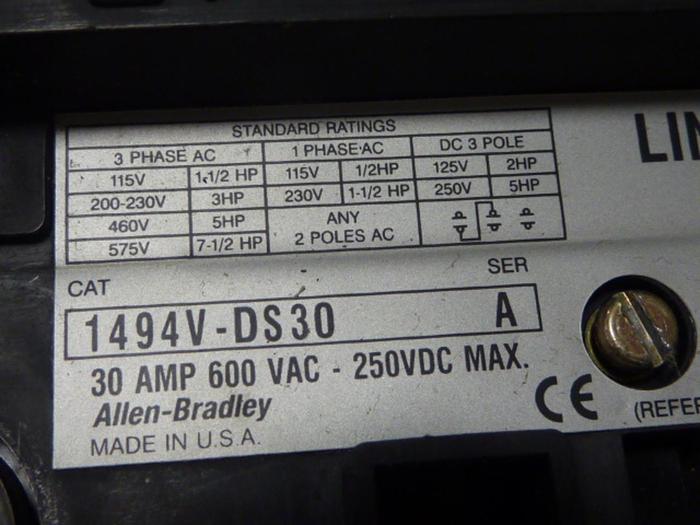 STANDARD RATINGS
3 PHASE AC 1 PHASE AC DC 3 POLE
115V 1-1/2 HP 115V 1/2HP 125V 2HP
200-230V 3HP 230V 1-1/2 HP 250V 5HP
460V 5HP ANY
575V 7-1/2 HP 2 POLES AC
LIN
CAT SER
1494V-DS30 A
30 AMP 600 VAC - 250VDC MAX.
Allen-Bradley
MADE IN U.S.A.
CE
(REFER